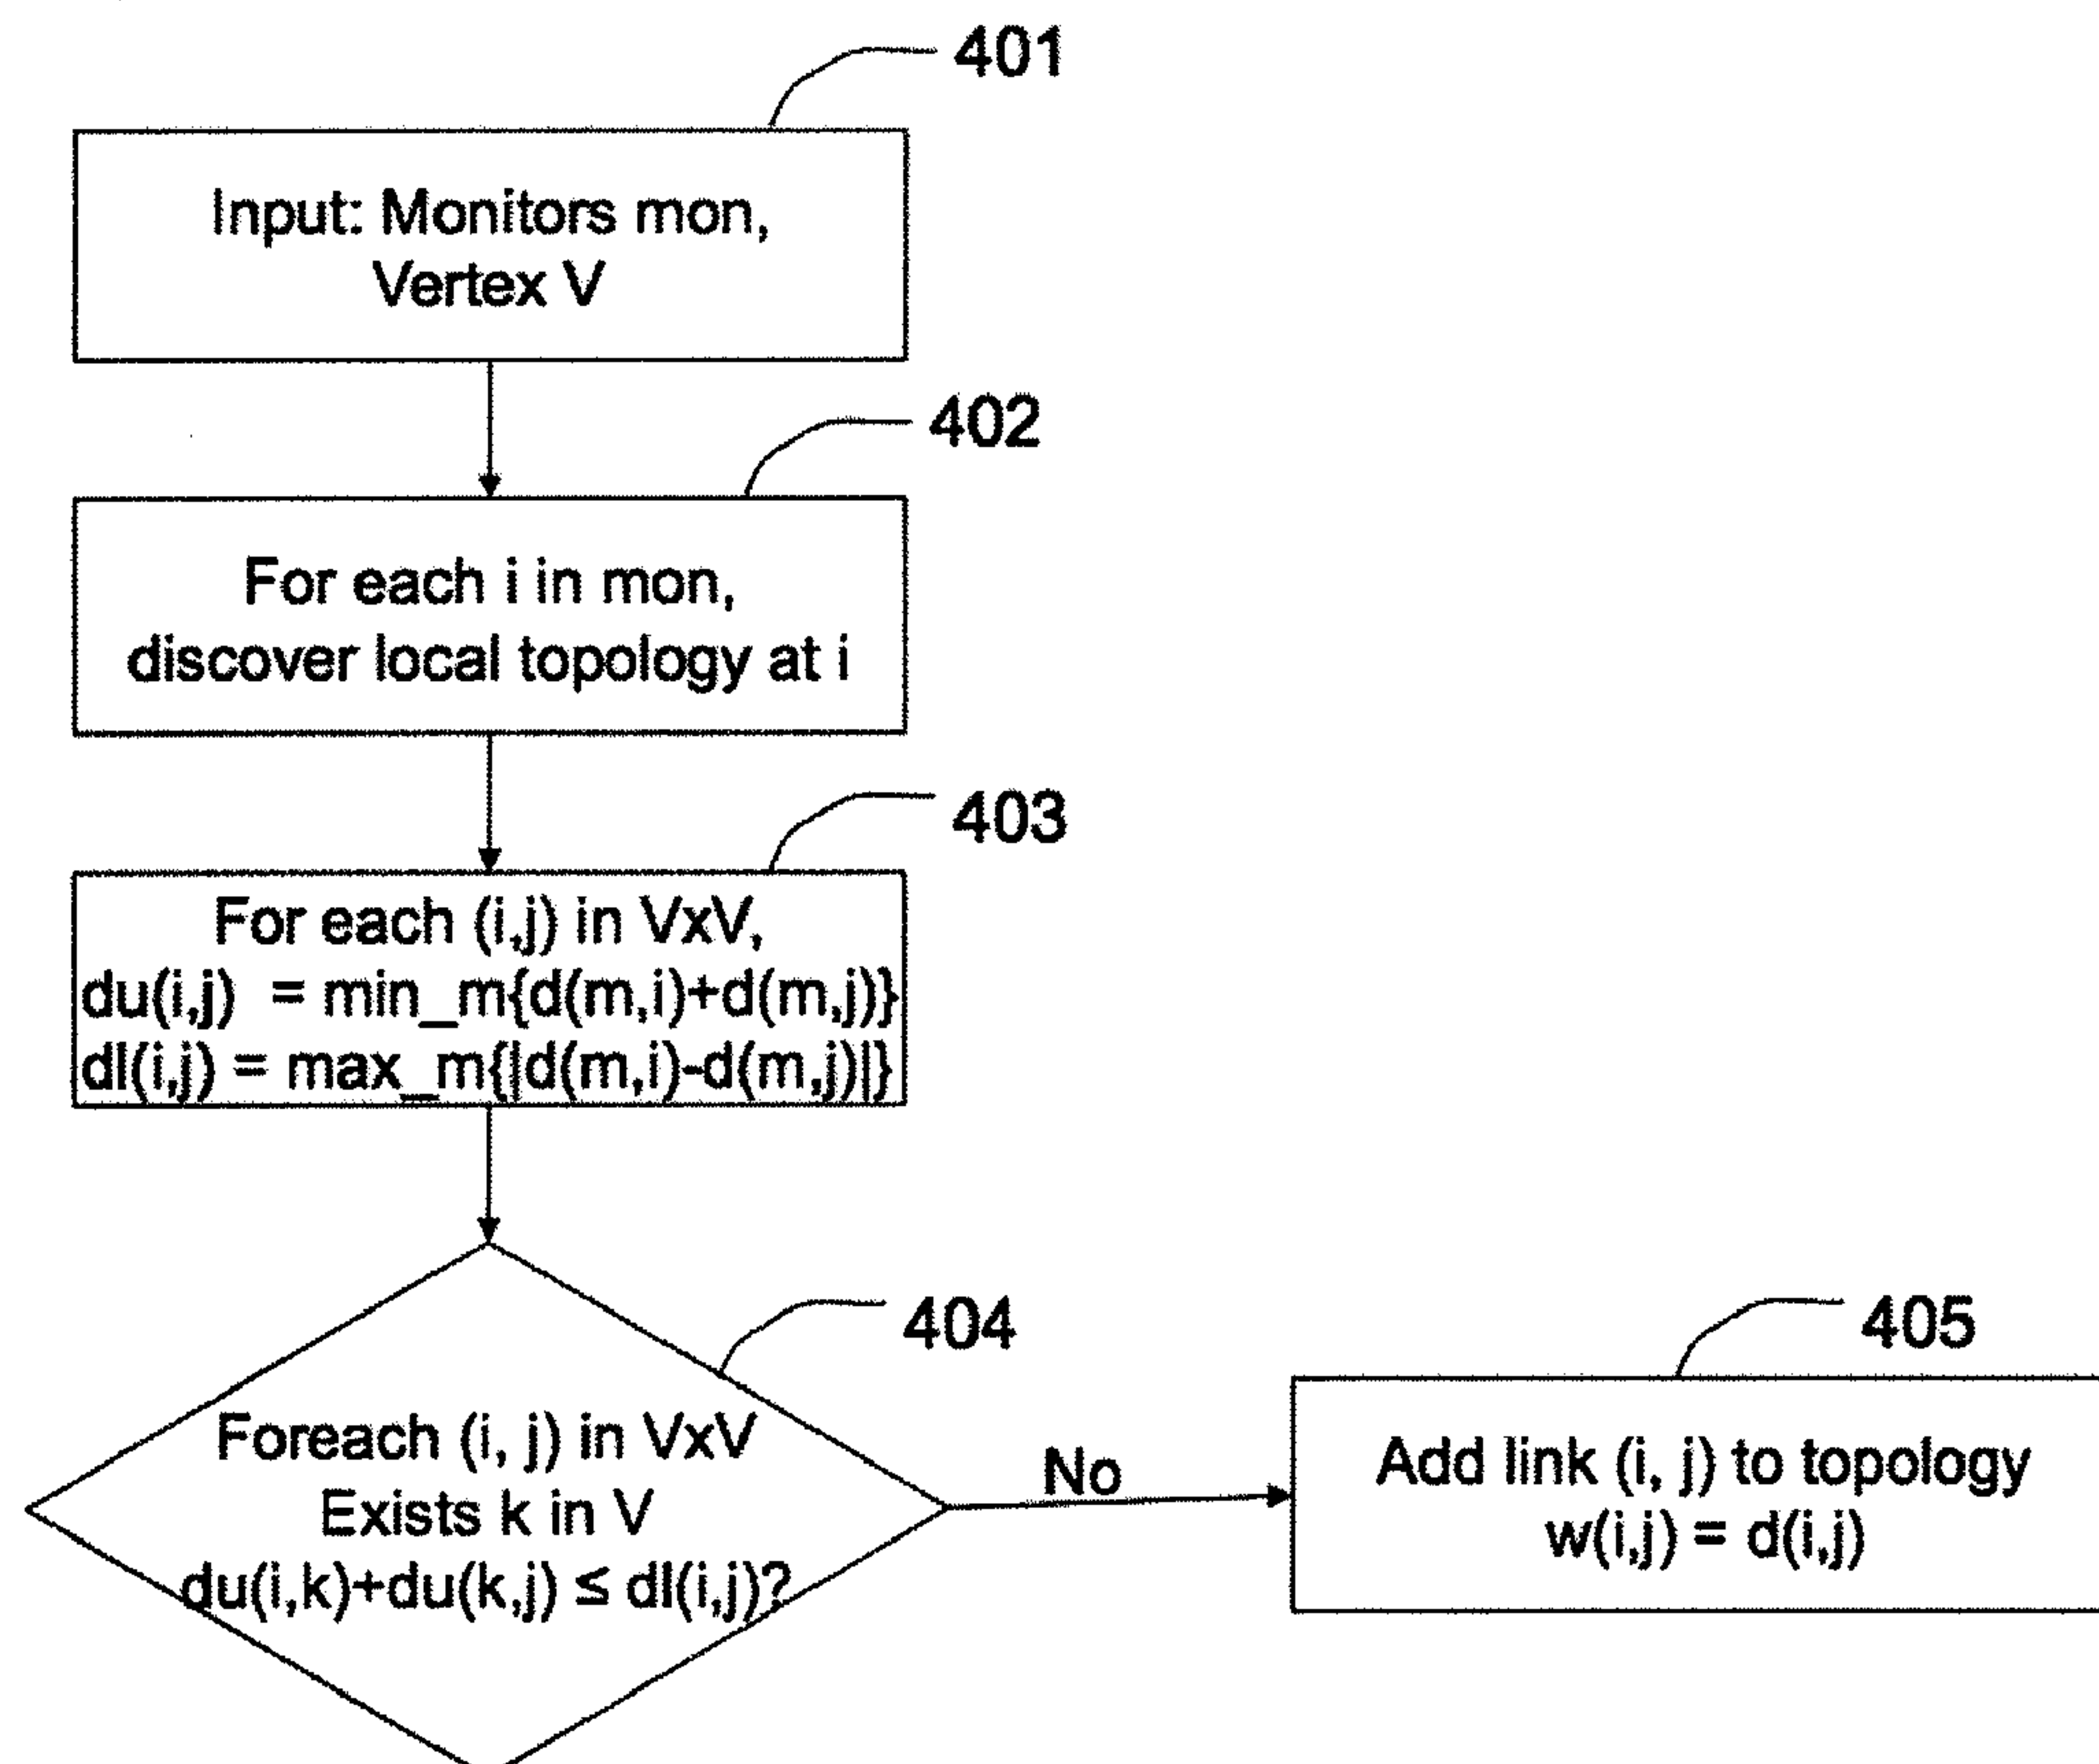 401
Input: Monitors mon,
Vertex V
402
For each i in mon,
discover local topology at i
403
For each (i,j) in VxV,
du(i,j) = min_m{d(m,i)+d(m,j)}
dl(i,j) = max_m{|d(m,i)-d(m,j)|}
404
Foreach (i, j) in VxV
Exists k in V
du(i,k)+du(k,j) ≤ dl(i,j)?
No
405
Add link (i, j) to topology
w(i,j) = d(i,j)